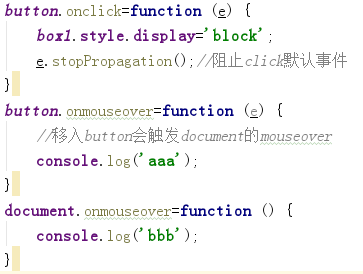 button.onclick=function (e) {
box1.style.display='block';
e.stopPropagation();//阻止click默认事件
}
button.onmouseover=function (e) {
//移入button会触发document的mouseover
console.log('aaa');
}
document.onmouseover=function () {
console.log('bbb');
}